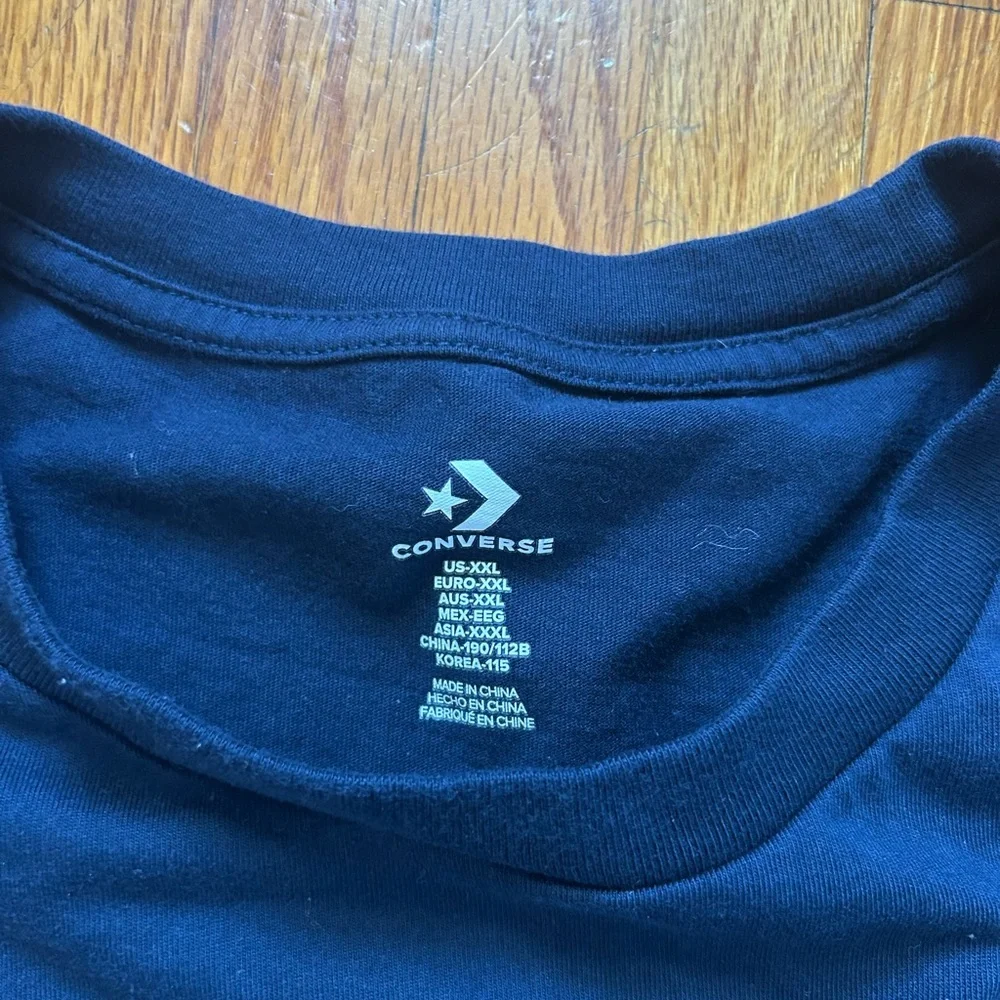 CONVERSE
US-XXL
EURO-XXL
AUS-XXL
MEX-EEG
ASIA-XXXL
CHINA-190/112B
KOREA-115
MADE IN CHINA
HECHO EN CHINA
FABRIQUÉ EN CHINE